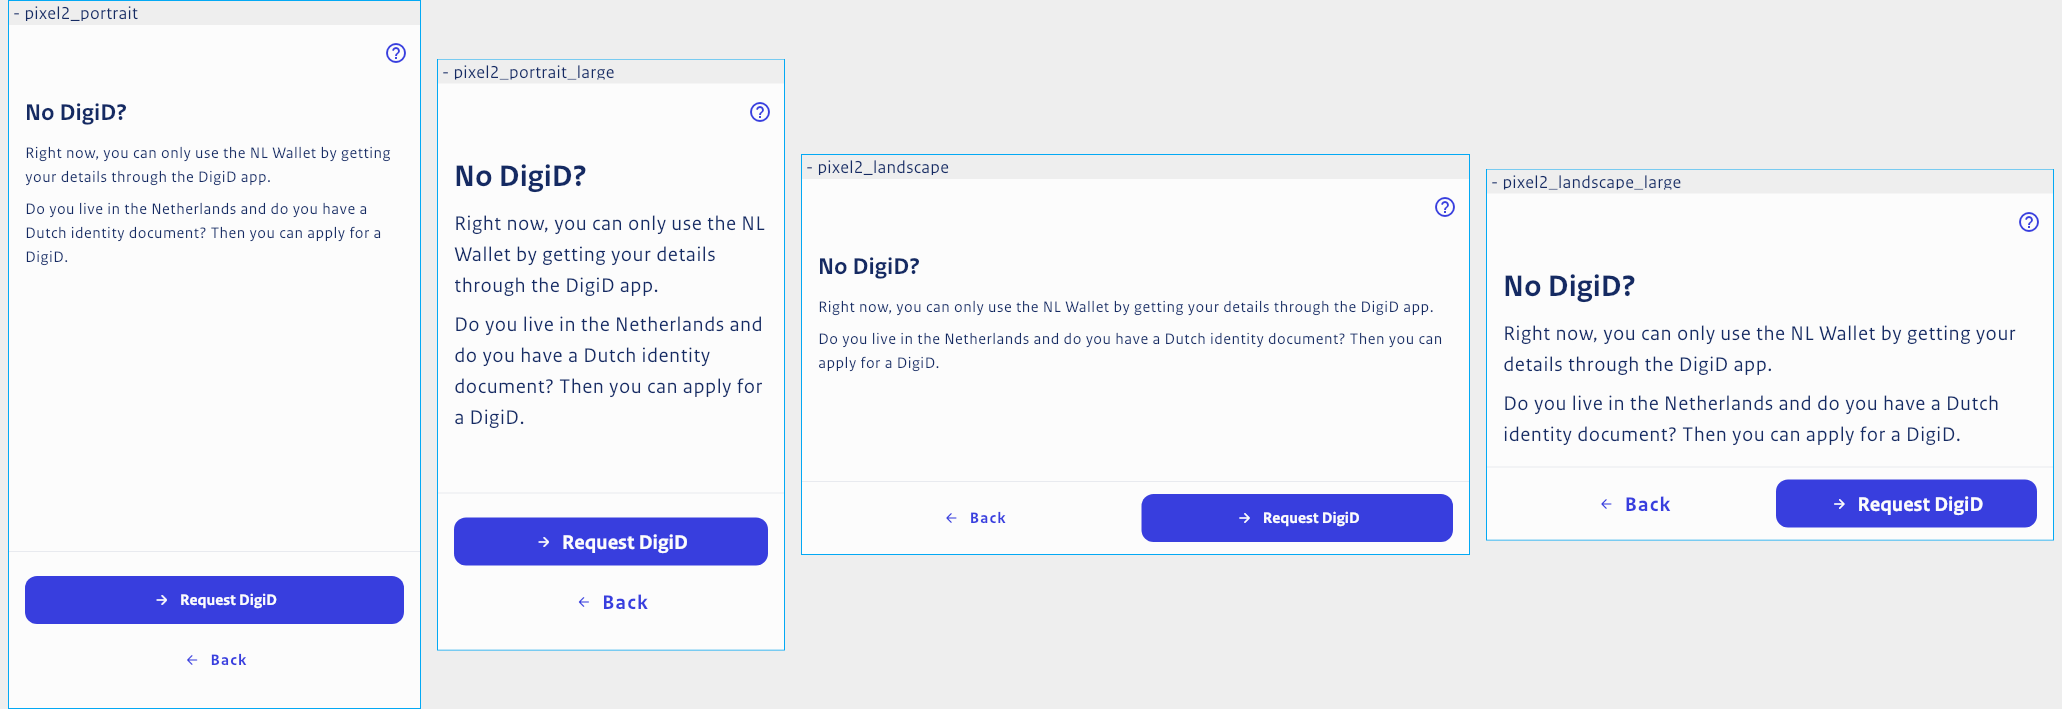 - pixel2_portrait
No DigiD?
Right now, you can only use the NL Wallet by getting
your details through the DigiD app.
Do you live in the Netherlands and do you have a
Dutch identity document? Then you can apply for a
DigiD.
Request DigiD
Back
- pixel2_portrait_large
No DigiD?
Right now, you can only use the NL
Wallet by getting your details
through the DigiD app.
Do you live in the Netherlands and
do you have a Dutch identity
document? Then you can apply for
a DigiD.
Request DigiD
Back
- pixel2_landscape
No DigiD?
Right now, you can only use the NL Wallet by getting your details through the DigiD app.
Do you live in the Netherlands and do you have a Dutch identity document? Then you can
apply for a DigiD.
Back
Request DigiD
- pixel2_landscape_large
No DigiD?
Right now, you can only use the NL Wallet by getting your
details through the DigiD app.
Do you live in the Netherlands and do you have a Dutch
identity document? Then you can apply for a DigiD.
Back
Request DigiD